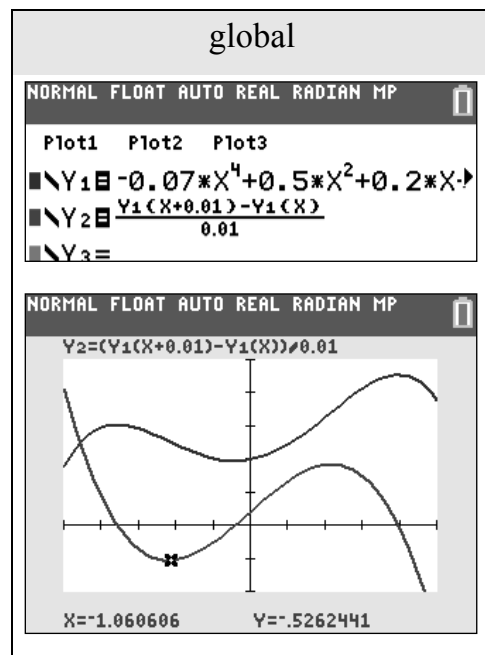 global
NORMAL FLOAT AUTO REAL RADIAN MP
Plot1 Plot2 Plot3
\Y₁=-0.07*X⁴+0.5*X²+0.2*X-
\Y₂=Y₁(X+0.01)-Y₁(X)
0.01
\Y₃=
NORMAL FLOAT AUTO REAL RADIAN MP
Y₂=(Y₁(X+0.01)-Y₁(X))/0.01
X=-1.060606 Y=-.5262441